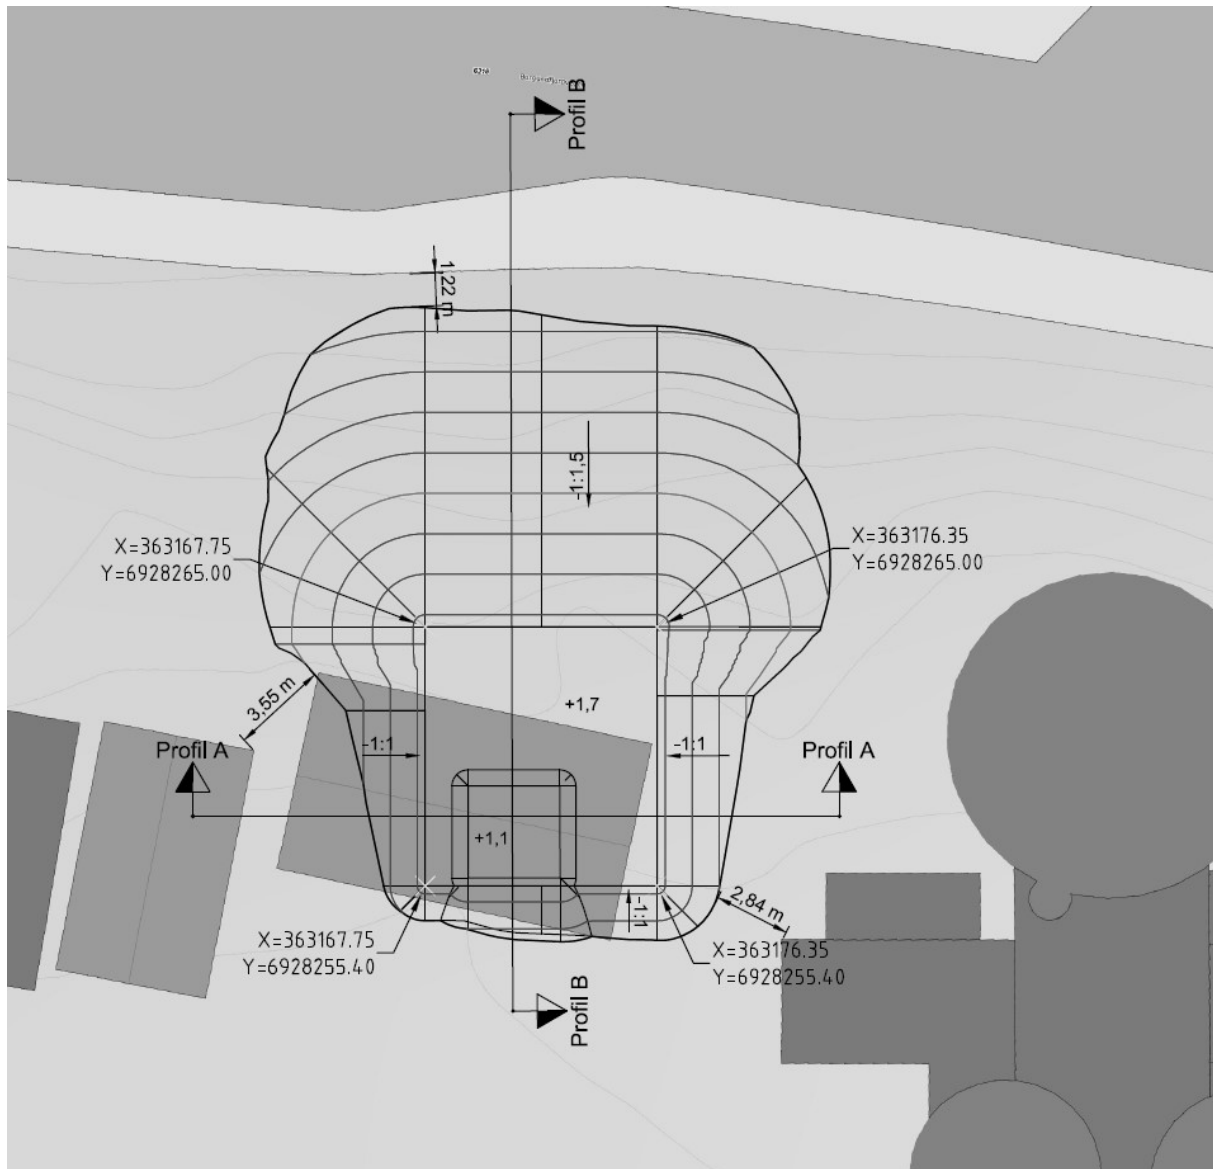 6216
Profil B
1,22 m
-1:1,5
X=363167.75
Y=6928265.00
X=363176.35
Y=6928265.00
3,55 m
+1,7
Profil A
-1:1
-1:1
Profil A
+1,1
2,84 m
-1:1
X=363167.75
Y=6928255.40
X=363176.35
Y=6928255.40
Profil B